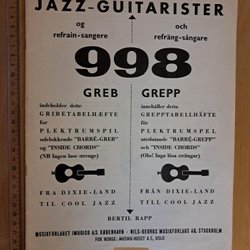 JAZZ-GUITARISTER
og
refrain-sangere
och
refräng-sångare
998
GREB
indeholder dette
GRIBETABELHÆFTE
for
PLEKTRUMSPIL
udelukkende "BARRÉ-GREB"
og "INSIDE CHORDS"
(NB Ingen løse strenge)
GREPP
innehåller detta
GREPPTABELLHÄFTE
för
PLEKTRUMSPEL
uteslutande "BARRÉ-GREPP"
och "INSIDE CHORDS"
(Obs! Inga lösa strängar)
FRA DIXIE-LAND
TIL COOL JAZZ
FRÅN DIXIE-LAND
TILL COOL JAZZ
BERTIL RAPP
MUSIKFORLAGET IMUDICO A/S KØBENHAVN - NILS-GEORGS MUSIKFÖRLAGS AB, STOCKHOLM
FOR NORGE: MUSIKK-HUSET A.S, OSLO